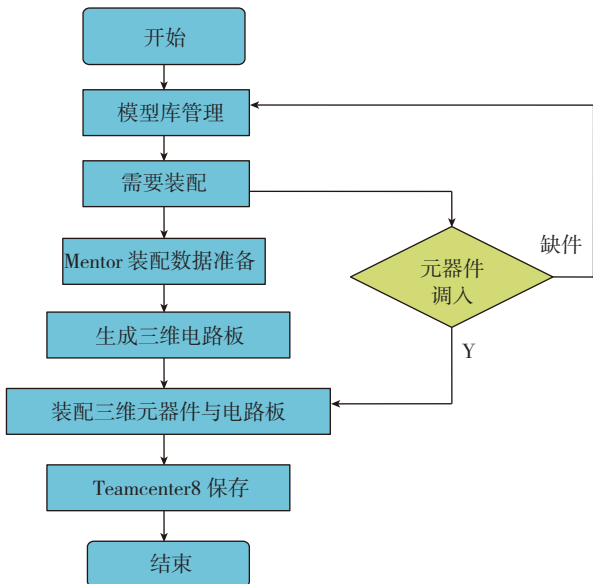 开始
模型库管理
需要装配
缺件
Mentor 装配数据准备
元器件
调入
生成三维电路板
Y
装配三维元器件与电路板
Teamcenter8 保存
结束